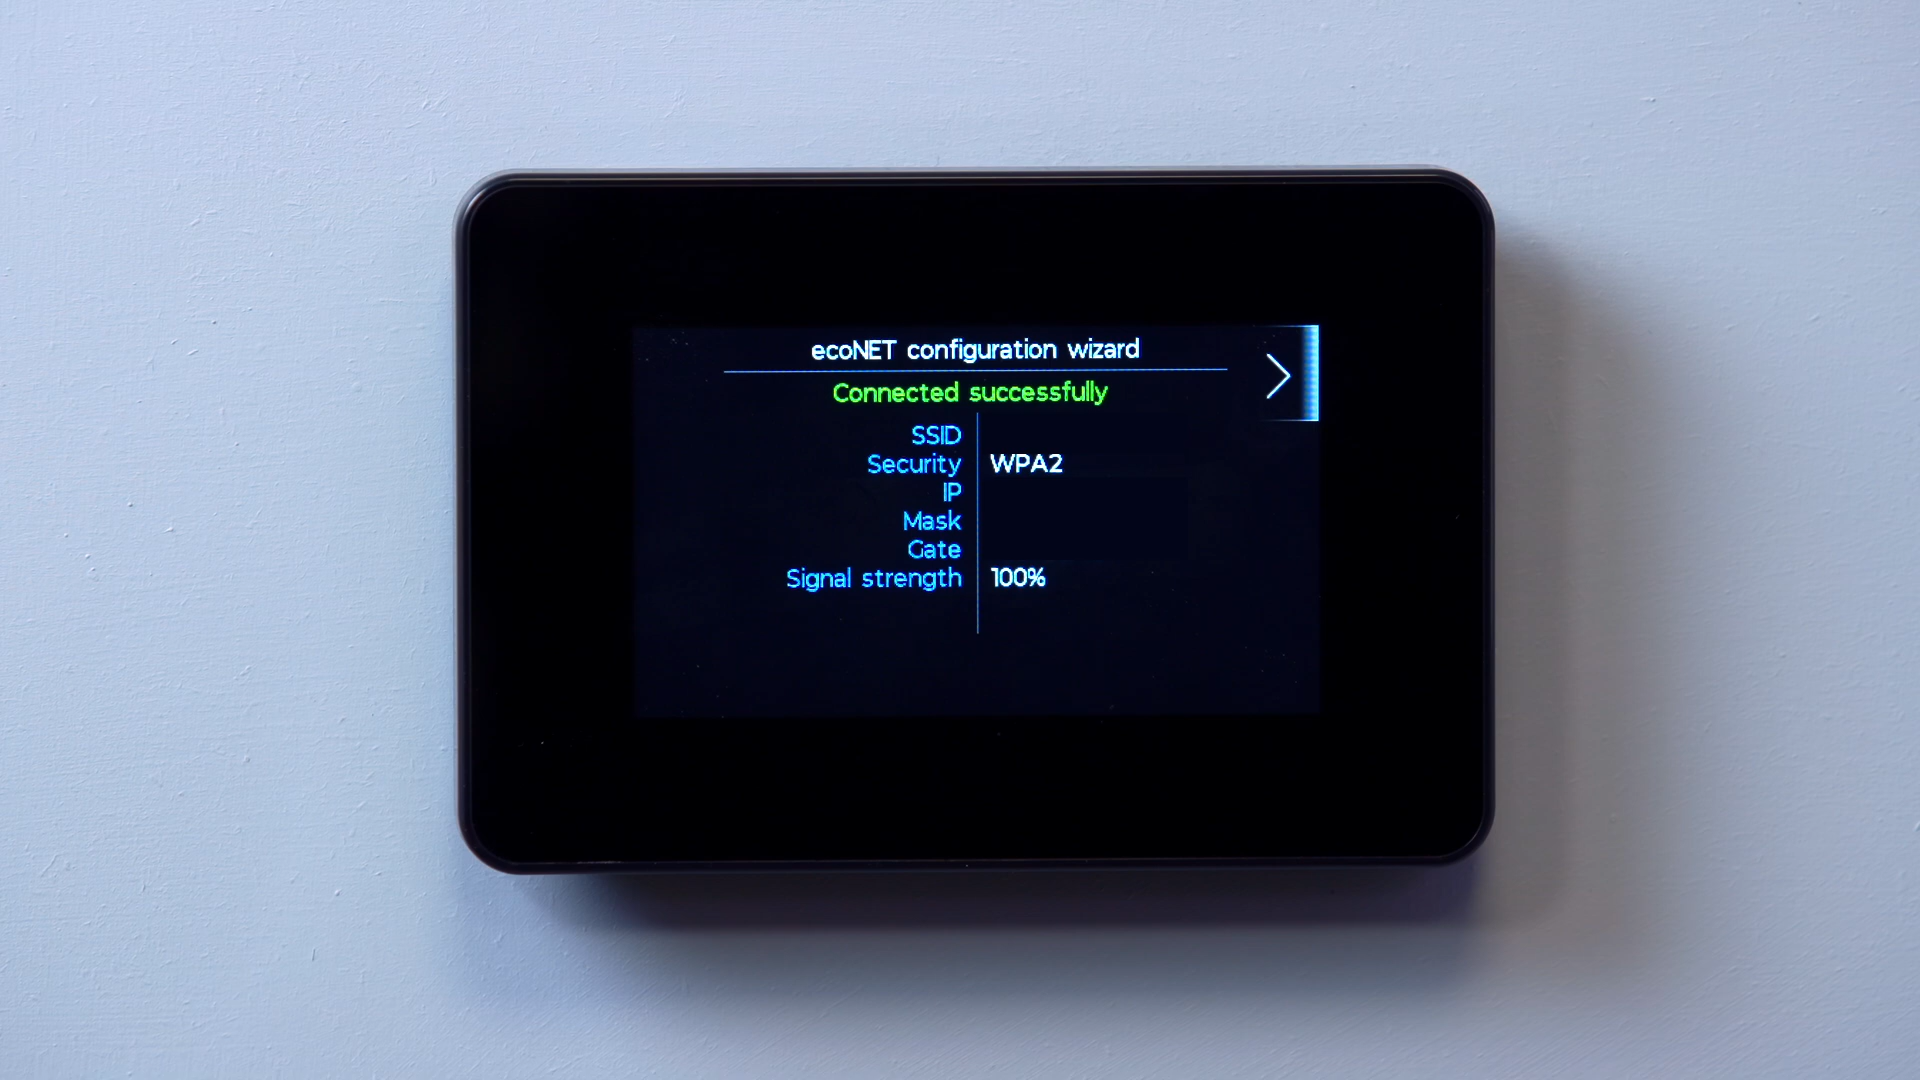 ecoNET configuration wizard
Connected successfully
SSID
Security WPA2
IP
Mask
Gate
Signal strength 100%